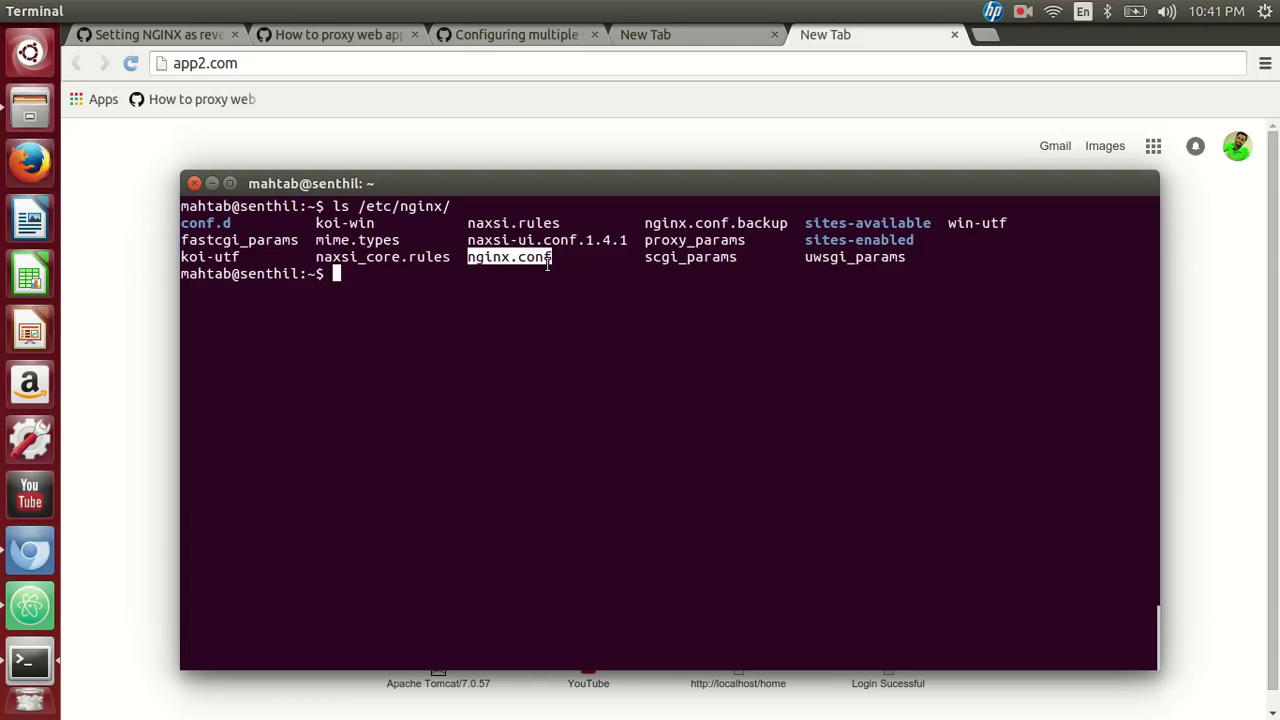 Terminal
hp
En
10:41 PM
Setting NGINX as reve
How to proxy web app
Configuring multiple
New Tab
New Tab
app2.com
Apps
How to proxy web
Gmail
Images
mahtab@senthil: ~
mahtab@senthil:~$ ls /etc/nginx/
conf.d koi-win naxsi.rules nginx.conf.backup sites-available win-utf
fastcgi_params mime.types naxsi-ui.conf.1.4.1 proxy_params sites-enabled
koi-utf naxsi_core.rules nginx.conf scgi_params uwsgi_params
mahtab@senthil:~$
a
You
Tube
>_
Apache Tomcat/7.0.57
YouTube
http://localhost/home
Login Sucessful